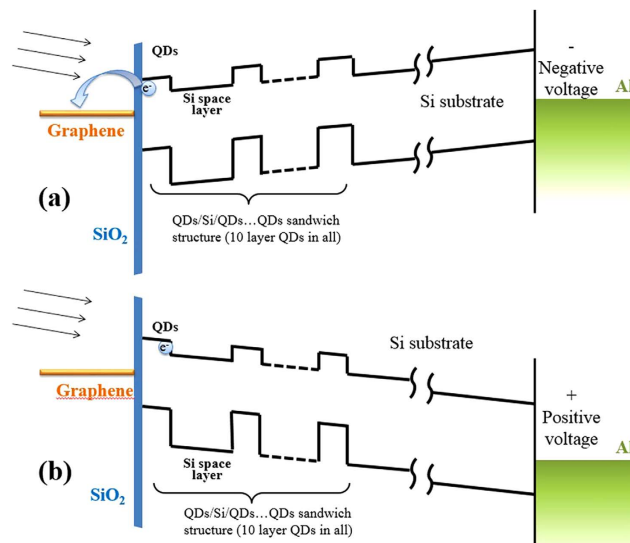 QDs
-
Negative
voltage
Al
e-
Si space
layer
Si substrate
Graphene
(a)
SiO2
QDs/Si/QDs…QDs sandwich
structure (10 layer QDs in all)
QDs
Si substrate
e-
Graphene
+
Positive
voltage
Al
Si space
layer
(b)
SiO2
QDs/Si/QDs…QDs sandwich
structure (10 layer QDs in all)